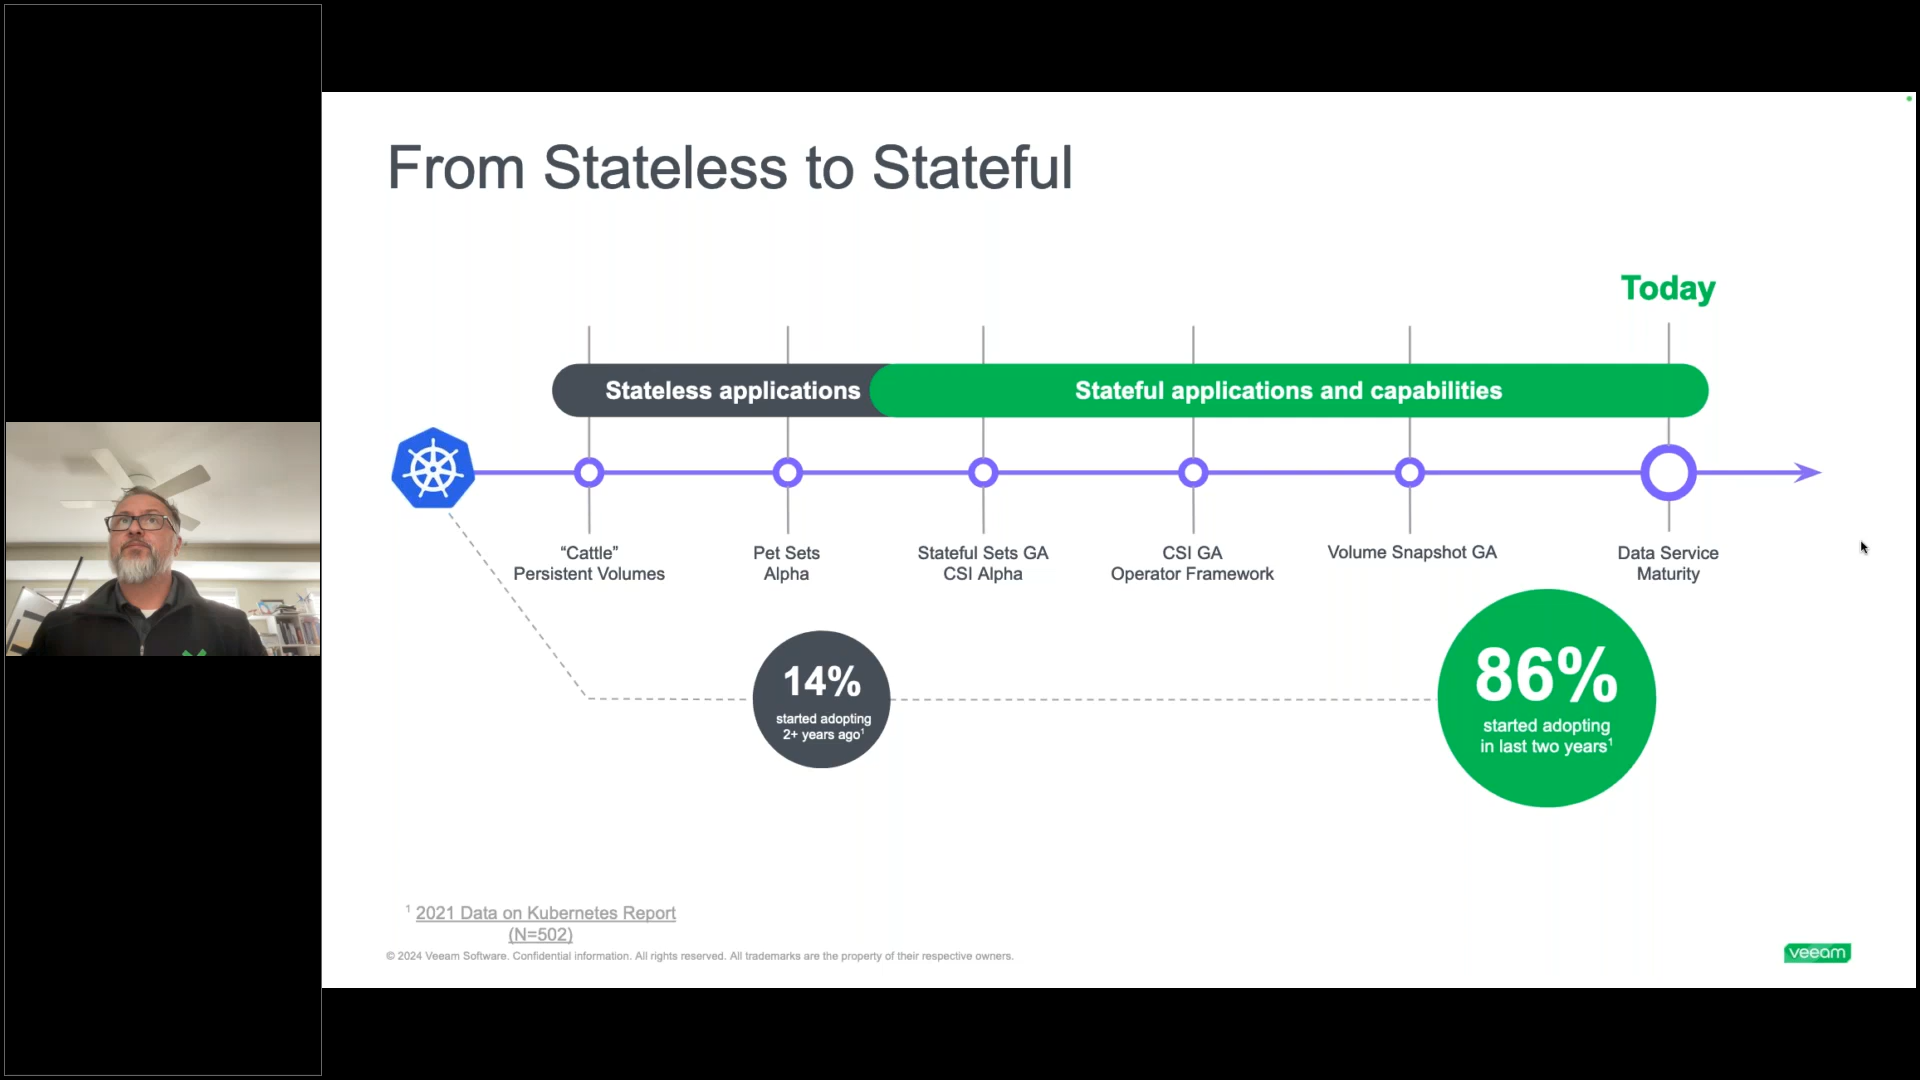 From Stateless to Stateful
Today
Stateless applications
Stateful applications and capabilities
“Cattle”
Persistent Volumes
Pet Sets
Alpha
Stateful Sets GA
CSI Alpha
CSI GA
Operator Framework
Volume Snapshot GA
Data Service
Maturity
14%
started adopting
2+ years ago¹
86%
started adopting
in last two years¹
¹ 2021 Data on Kubernetes Report
(N=502)
© 2024 Veeam Software. Confidential information. All rights reserved. All trademarks are the property of their respective owners.
veeam